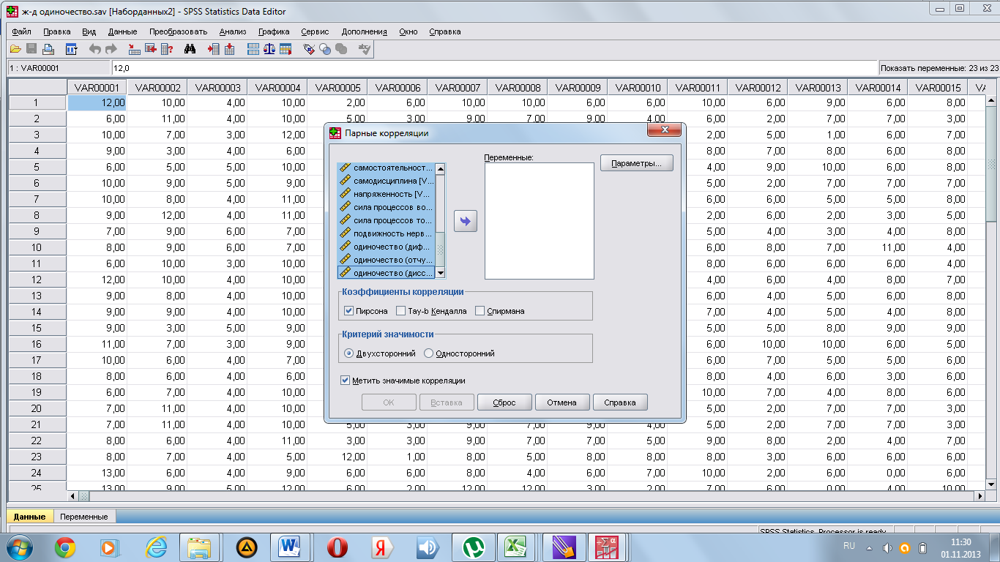 ж-д одиночество.sav [Наборданных2] - SPSS Statistics Data Editor
Файл Правка Вид Данные Преобразовать Анализ Графика Сервис Дополнения Окно Справка
1 : VAR00001 12,0 Показать переменные: 23 из 23
VAR00001 VAR00002 VAR00003 VAR00004 VAR00005 VAR00006 VAR00007 VAR00008 VAR00009 VAR00010 VAR00011 VAR00012 VAR00013 VAR00014 VAR00015 VA
1 12,00 10,00 4,00 10,00 2,00 6,00 10,00 10,00 6,00 6,00 10,00 6,00 9,00 6,00 8,00
2 6,00 11,00 4,00 10,00 5,00 3,00 9,00 7,00 9,00 4,00 6,00 2,00 7,00 7,00 3,00
3 10,00 7,00 3,00 12,00 2,00 5,00 1,00 6,00 7,00
4 9,00 3,00 4,00 6,00 8,00 7,00 8,00 6,00 8,00
5 6,00 8,00 5,00 6,00 4,00 9,00 10,00 6,00 8,00
6 10,00 9,00 5,00 9,00 5,00 2,00 7,00 7,00 7,00
7 10,00 8,00 4,00 11,00 6,00 6,00 5,00 5,00 8,00
8 9,00 12,00 4,00 11,00 2,00 6,00 2,00 3,00 5,00
9 7,00 9,00 6,00 7,00 5,00 4,00 3,00 4,00 8,00
10 8,00 9,00 6,00 7,00 6,00 8,00 7,00 11,00 4,00
11 6,00 10,00 3,00 10,00 8,00 6,00 6,00 6,00 4,00
12 12,00 10,00 4,00 10,00 6,00 4,00 6,00 8,00 7,00
13 9,00 8,00 4,00 10,00 6,00 4,00 5,00 6,00 8,00
14 9,00 9,00 4,00 10,00 7,00 4,00 5,00 4,00 6,00
15 9,00 3,00 5,00 9,00 5,00 5,00 8,00 9,00 9,00
16 11,00 7,00 3,00 9,00 6,00 10,00 10,00 6,00 5,00
17 10,00 6,00 4,00 7,00 6,00 7,00 5,00 5,00 6,00
18 8,00 6,00 4,00 6,00 8,00 4,00 6,00 3,00 6,00
19 6,00 7,00 4,00 10,00 10,00 7,00 4,00 8,00 6,00
20 7,00 11,00 4,00 10,00 5,00 2,00 7,00 7,00 3,00
21 7,00 11,00 4,00 10,00 5,00 3,00 9,00 7,00 9,00 4,00 5,00 2,00 7,00 7,00 3,00
22 8,00 6,00 4,00 11,00 3,00 3,00 9,00 7,00 7,00 5,00 9,00 8,00 2,00 4,00 7,00
23 8,00 7,00 4,00 5,00 12,00 1,00 8,00 5,00 8,00 8,00 8,00 3,00 6,00 6,00 6,00
24 13,00 6,00 4,00 9,00 6,00 6,00 8,00 4,00 6,00 7,00 10,00 6,00 6,00 0,00 6,00
25 13,00 9,00 5,00 12,00 6,00 2,00 12,00 12,00 3,00 2,00 7,00 6,00 0,00 4,00 10,00
Парные корреляции
самостоятельност...
самодисциплина [V...
напряженность [V...
сила процессов во...
сила процессов то...
подвижность нерв...
одиночество (диф...
одиночество (отчу...
одиночество (дисс...
Переменные:
Параметры...
Коэффициенты корреляции
Пирсона Тау-b Кендалла Спирмана
Критерий значимости
Двухсторонний Односторонний
Метить значимые корреляции
ОК Вставка Сброс Отмена Справка
Данные Переменные
SPSS Statistics Processor is ready
RU 11:30
01.11.2013